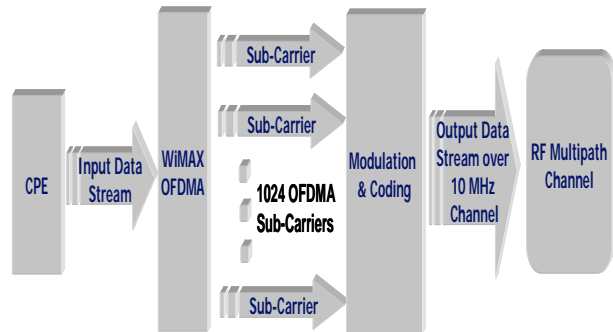 CPE
Input Data
Stream
WiMAX
OFDMA
Sub-Carrier
Sub-Carrier
1024 OFDMA
Sub-Carriers
Sub-Carrier
Modulation
& Coding
Output Data
Stream over
10 MHz
Channel
RF Multipath
Channel